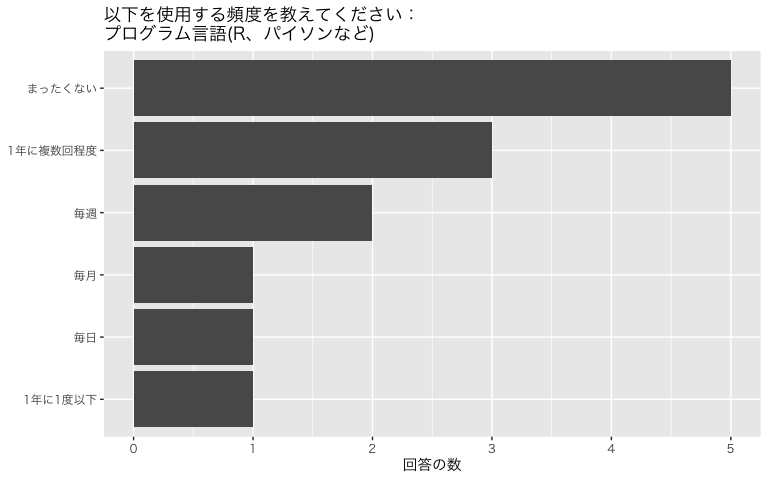 以下を使用する頻度を教えてください：
プログラム言語(R、パイソンなど)
まったくない
1年に複数回程度
毎週
毎月
毎日
1年に1度以下
0 1 2 3 4 5
回答の数